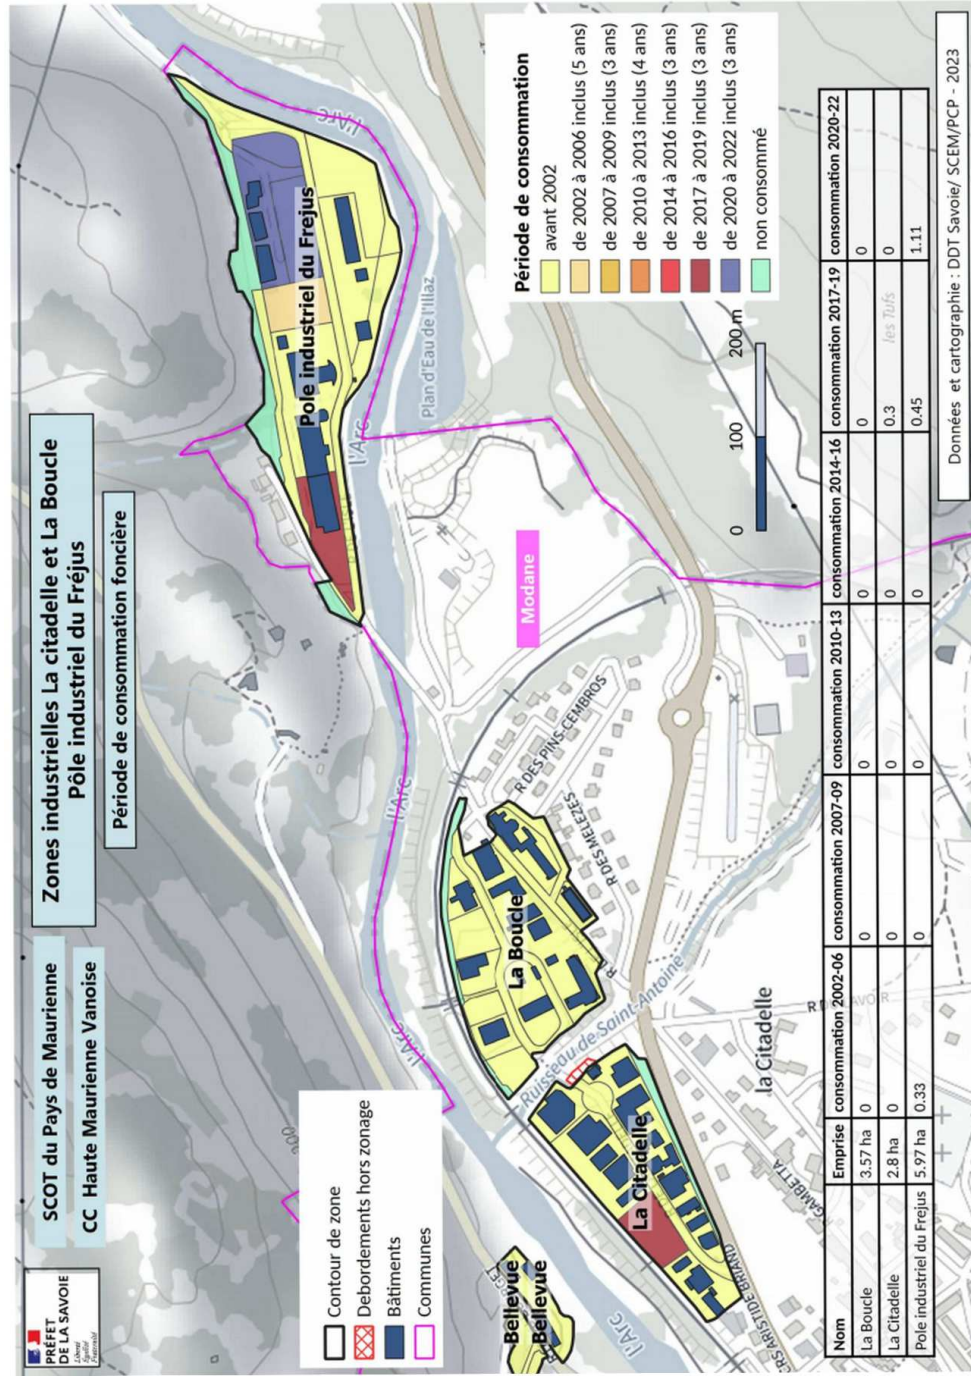 PRÉFET
DE LA SAVOIE
Liberté
Égalité
Fraternité
SCOT du Pays de Maurienne
CC Haute Maurienne Vanoise
Zones industrielles La citadelle et La Boucle
Pôle industriel du Fréjus
Période de consommation foncière
Contour de zone
Debordements hors zonage
Bâtiments
Communes
Période de consommation
avant 2002
de 2002 à 2006 inclus (5 ans)
de 2007 à 2009 inclus (3 ans)
de 2010 à 2013 inclus (4 ans)
de 2014 à 2016 inclus (3 ans)
de 2017 à 2019 inclus (3 ans)
de 2020 à 2022 inclus (3 ans)
non consommé
Pole industriel du Frejus
l'Arc
l'Arc
l'Arc
l'Arc
l'Arc
Plan d'Eau de l'Illaz
Modane
La Boucle
R DES PINS-CEMBROS
R DES MELEZES
Ruisseau de Saint-Antoine
La Citadelle
la Citadelle
Bellevue
Bellevue
ERS ARISTIDE BRIAND
GAMBETTA
les Tufs
0 100 200 m
Nom Emprise consommation 2002-06 consommation 2007-09 consommation 2010-13 consommation 2014-16 consommation 2017-19 consommation 2020-22
La Boucle 3.57 ha 0 0 0 0 0 0
La Citadelle 2.8 ha 0 0 0 0 0.3 0
Pole industriel du Frejus 5.97 ha 0.33 0 0 0 0.45 1.11
Données et cartographie : DDT Savoie/ SCEM/PCP - 2023